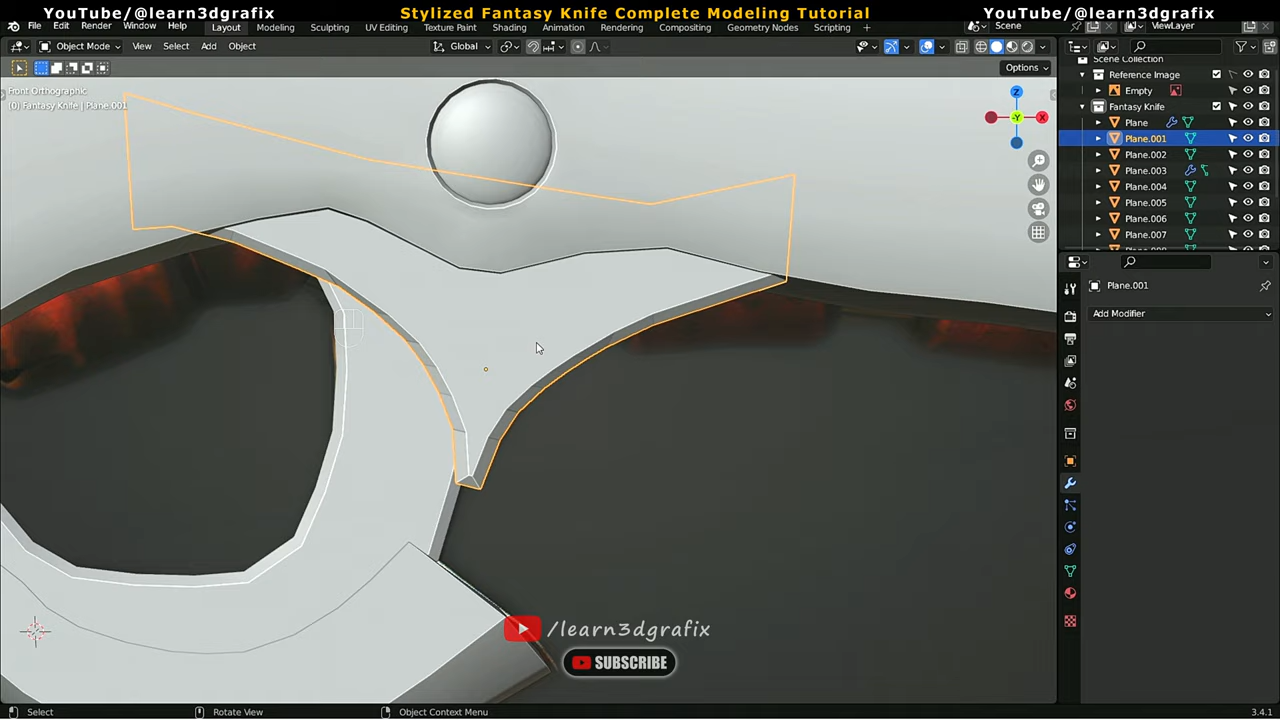 YouTube/@learn3dgrafix
Stylized Fantasy Knife Complete Modeling Tutorial
YouTube/@learn3dgrafix
File Edit Render Window Help Layout Modeling Sculpting UV Editing Texture Paint Shading Animation Rendering Compositing Geometry Nodes Scripting + Scene ViewLayer
Object Mode View Select Add Object Global
Options
Front Orthographic
(0) Fantasy Knife | Plane.001
Z
-Y
X
Scene Collection
Reference Image
Empty
Fantasy Knife
Plane
Plane.001
Plane.002
Plane.003
Plane.004
Plane.005
Plane.006
Plane.007
Plane.001
Add Modifier
/learn3dgrafix
SUBSCRIBE
Select Rotate View Object Context Menu 3.4.1